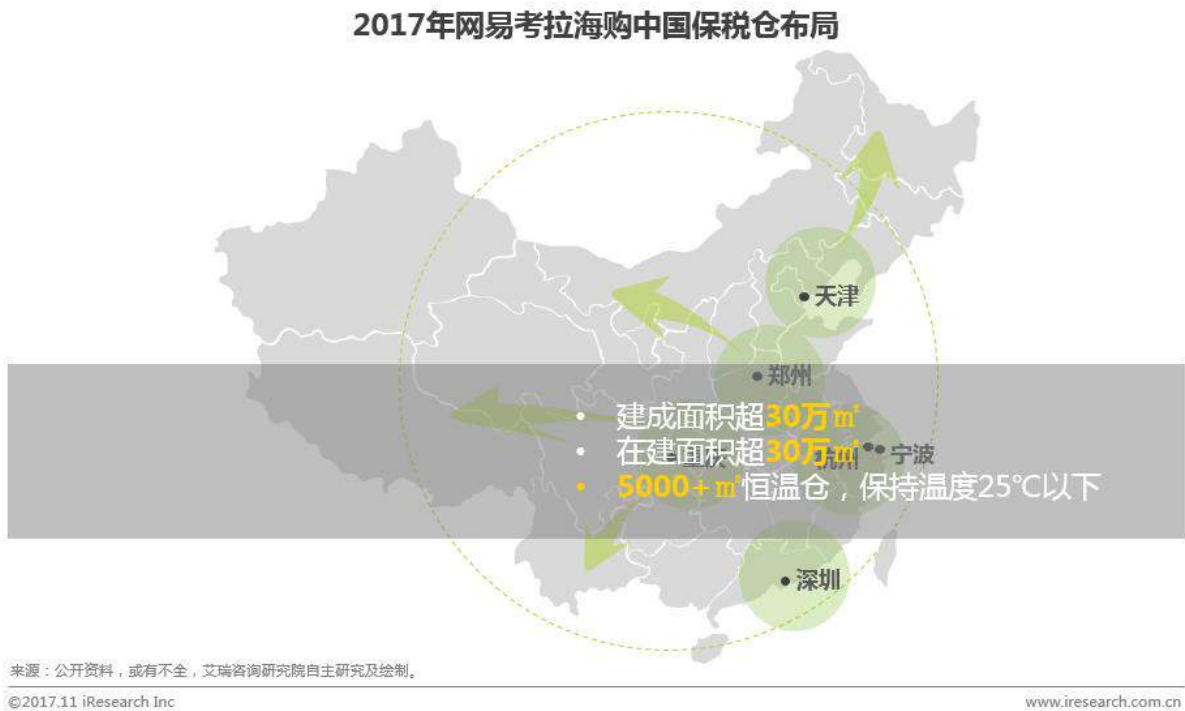 2017年网易考拉海购中国保税仓布局
天津
郑州
• 建成面积超30万㎡
• 在建面积超30万㎡
杭州
宁波
• 5000+㎡恒温仓，保持温度25℃以下
深圳
来源：公开资料，或有不全，艾瑞咨询研究院自主研究及绘制。
©2017.11 iResearch Inc
www.iresearch.com.cn